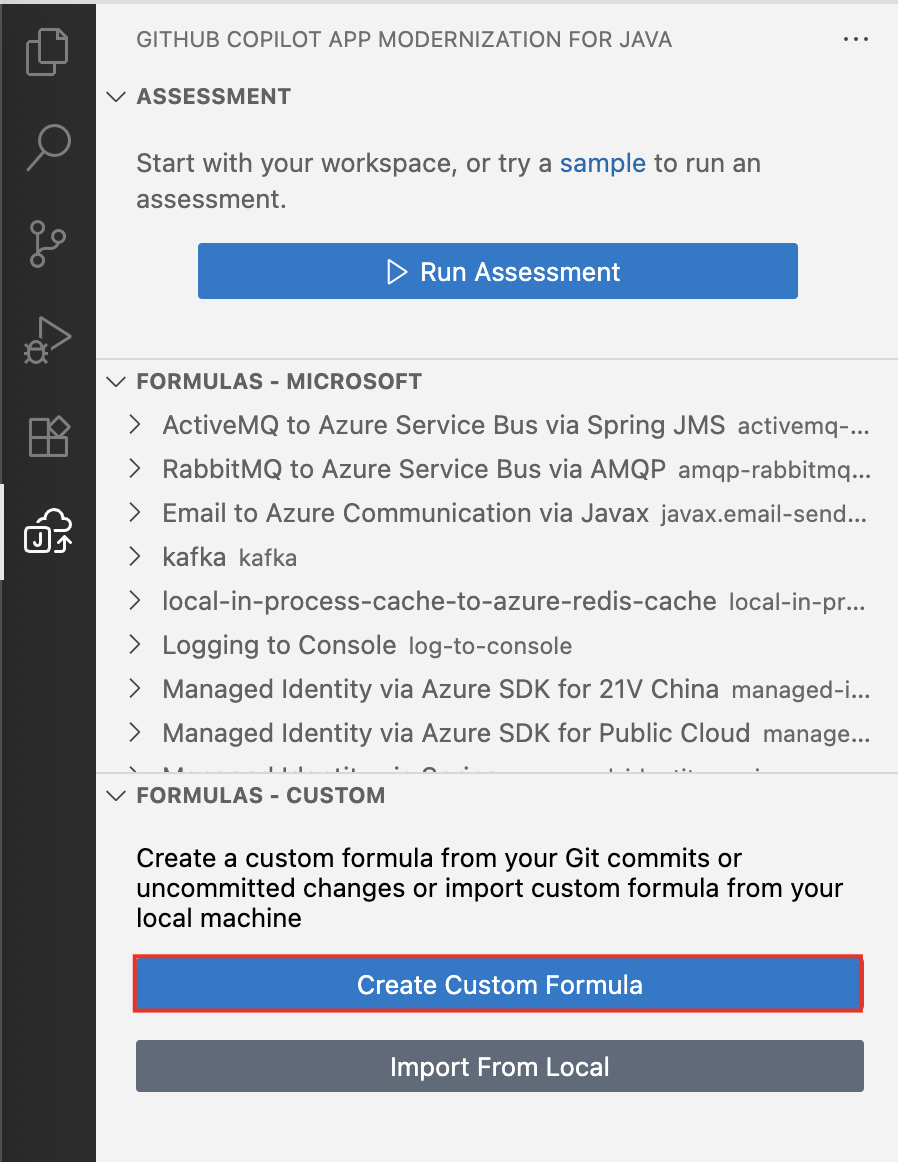 GITHUB COPILOT APP MODERNIZATION FOR JAVA
ASSESSMENT
Start with your workspace, or try a sample to run an
assessment.
Run Assessment
FORMULAS - MICROSOFT
ActiveMQ to Azure Service Bus via Spring JMS activemq-...
RabbitMQ to Azure Service Bus via AMQP amqp-rabbitmq...
Email to Azure Communication via Javax javax.email-send...
kafka kafka
local-in-process-cache-to-azure-redis-cache local-in-pr...
Logging to Console log-to-console
Managed Identity via Azure SDK for 21V China managed-i...
Managed Identity via Azure SDK for Public Cloud manage...
FORMULAS - CUSTOM
Create a custom formula from your Git commits or
uncommitted changes or import custom formula from your
local machine
Create Custom Formula
Import From Local